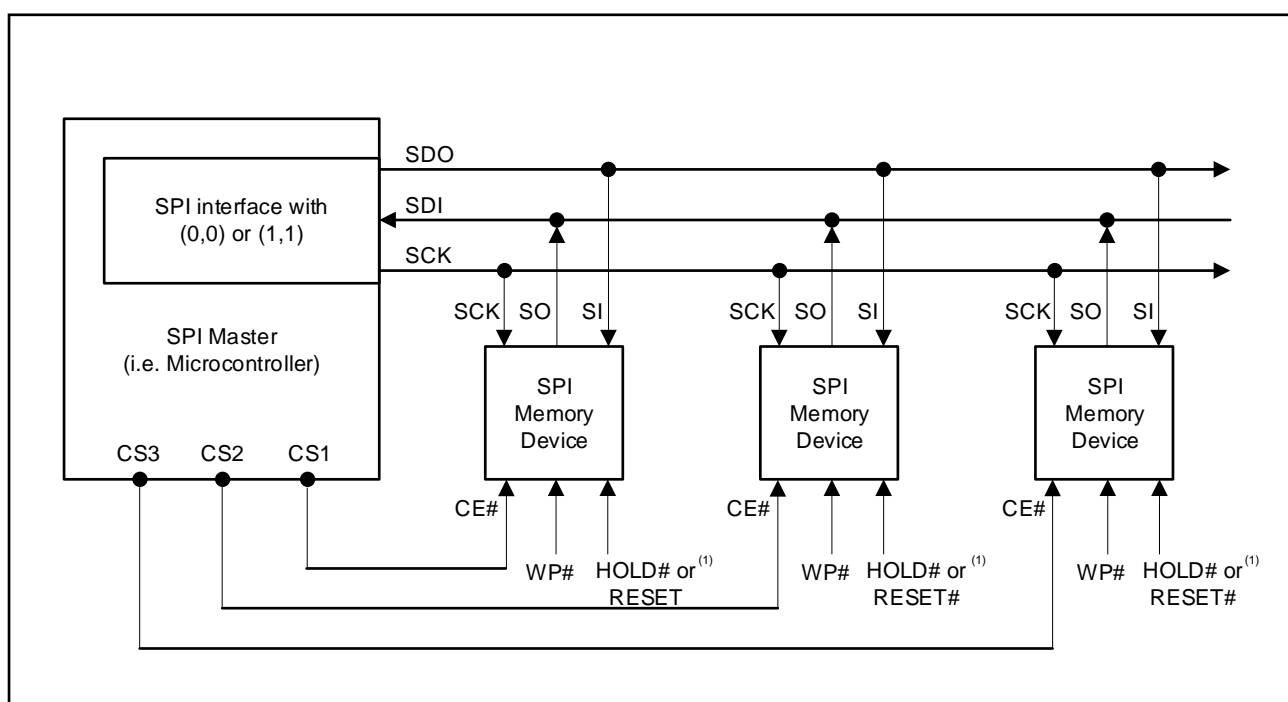 SDO
SPI interface with
(0,0) or (1,1)
SDI
SCK
SPI Master
(i.e. Microcontroller)
CS3 CS2 CS1
SCK SO SI
SPI
Memory
Device
CE#
WP#
HOLD# or (1)
RESET
SCK SO SI
SPI
Memory
Device
CE#
WP#
HOLD# or (1)
RESET#
SCK SO SI
SPI
Memory
Device
CE#
WP#
HOLD# or (1)
RESET#